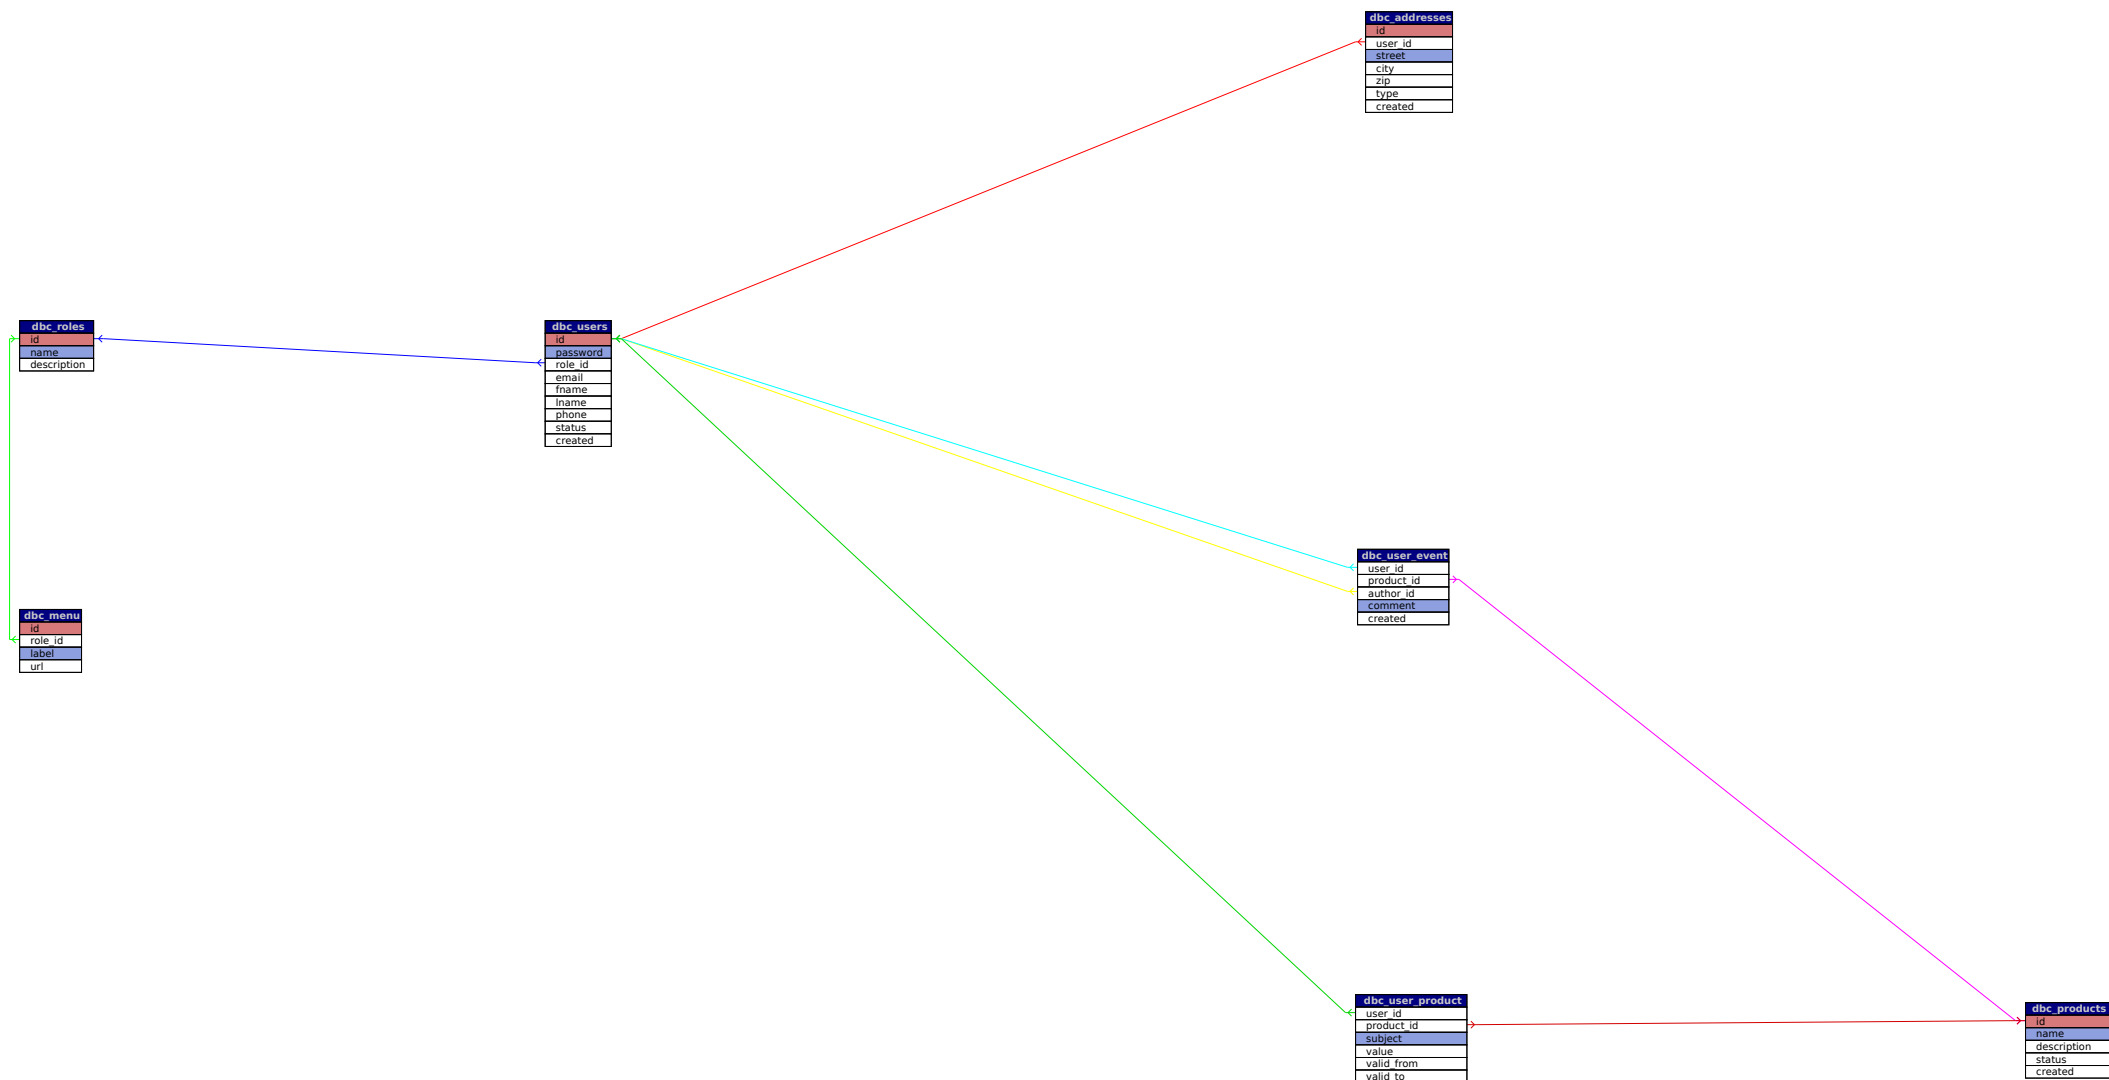 dbc_addresses
id
user_id
street
city
zip
type
created
dbc_roles
id
name
description
dbc_users
id
password
role_id
email
fname
lname
phone
status
created
dbc_user_event
user_id
product_id
author_id
comment
created
dbc_menu
id
role_id
label
url
dbc_user_product
user_id
product_id
subject
value
valid_from
valid_to
dbc_products
id
name
description
status
created